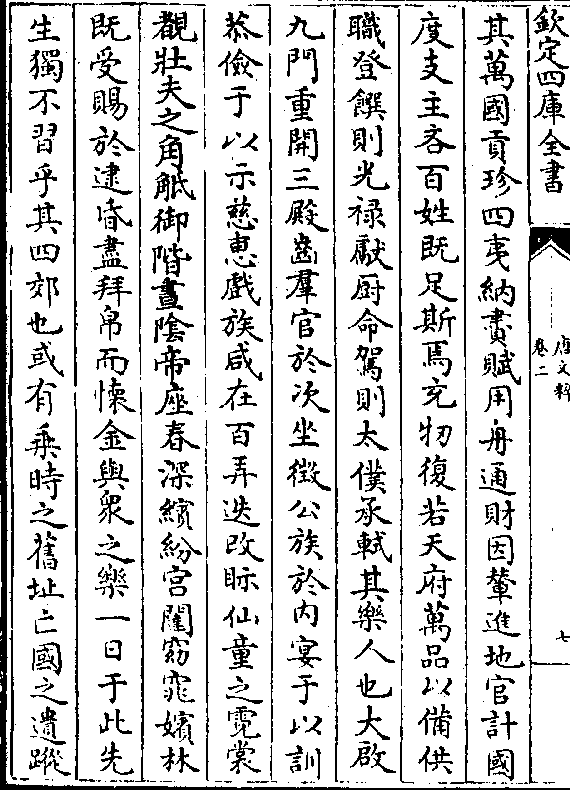 欽定四庫全書
唐文粹
卷二
七
其萬國貢珍四夷納賮賦用舟通財因輦進地官計國
度支主吝百姓既足斯焉充牣復若天府萬品以備供
職登饌則光禄獻厨命駕則太僕承軾其樂人也大啟
九門重開三殿齒羣官於次坐徵公族於内宴于以訓
恭儉于以示慈惠戲族咸在百弄迭改眎仙童之霓裳
覩壯夫之角觝御階晝陰帝座春深繽紛宫闈窈窕嬪林
既受賜於逮昏盡拜帛而懷金與衆之樂一日于此先
生獨不習乎其四郊也或有乗時之舊址亡國之遺蹤